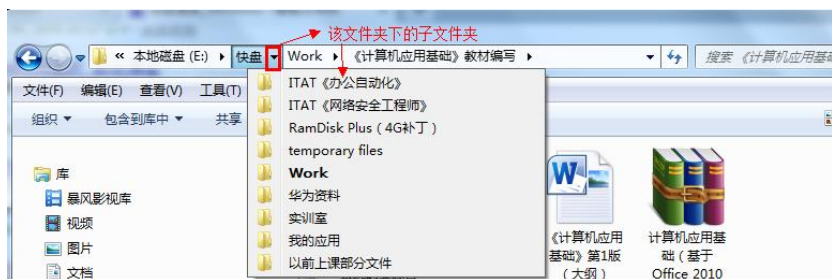 该文件夹下的子文件夹
« 本地磁盘 (E:) 快盘 Work 《计算机应用基础》教材编写
搜索 《计算机应用基础
文件(F) 编辑(E) 查看(V) 工具(T)
组织 包含到库中 共享
ITAT《办公自动化》
ITAT《网络安全工程师》
RamDisk Plus（4G补丁）
temporary files
Work
华为资料
实训室
我的应用
以前上课部分文件
库
暴风影视库
视频
图片
文档
《计算机应用
基础》第1版
（大纲）
计算机应用基
础（基于
Office 2010